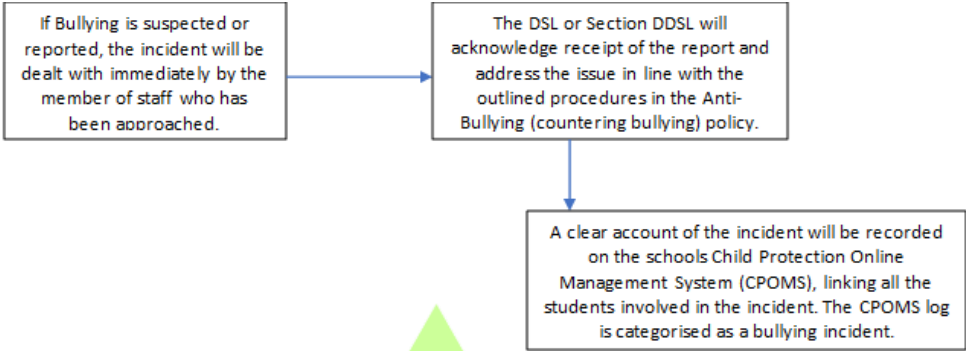 If Bullying is suspected or
reported, the incident will be
dealt with immediately by the
member of staff who has
been approached.
The DSL or Section DDSL will
acknowledge receipt of the report and
address the issue in line with the
outlined procedures in the Anti-
Bullying (countering bullying) policy.
A clear account of the incident will be recorded
on the schools Child Protection Online
Management System (CPOMS), linking all the
students involved in the incident. The CPOMS log
is categorised as a bullying incident.